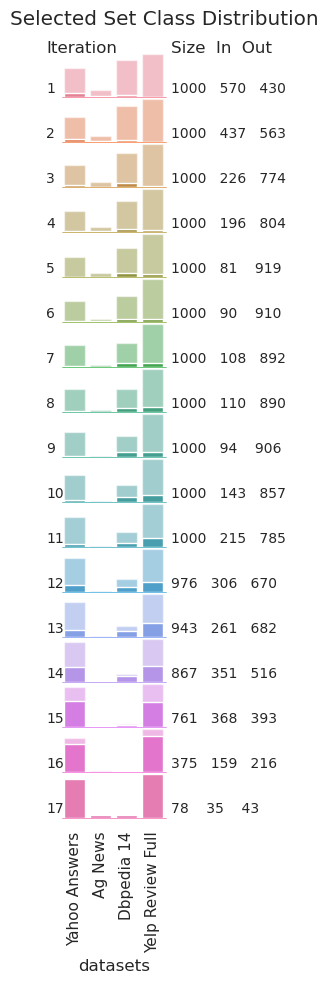 Selected Set Class Distribution
Iteration Size In Out
1 1000 570 430
2 1000 437 563
3 1000 226 774
4 1000 196 804
5 1000 81 919
6 1000 90 910
7 1000 108 892
8 1000 110 890
9 1000 94 906
10 1000 143 857
11 1000 215 785
12 976 306 670
13 943 261 682
14 867 351 516
15 761 368 393
16 375 159 216
17 78 35 43
Yahoo Answers
Ag News
Dbpedia 14
Yelp Review Full
datasets